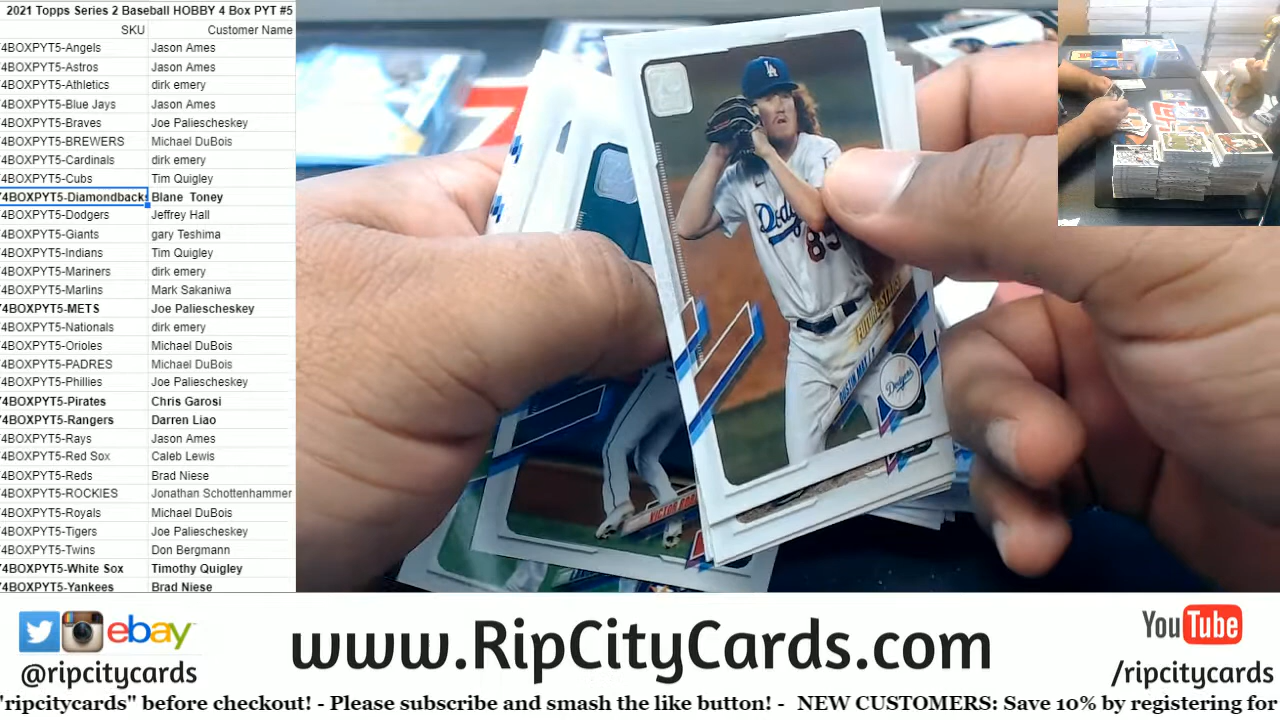 2021 Topps Series 2 Baseball HOBBY 4 Box PYT #5
SKU Customer Name
4BOXPYT5-Angels Jason Ames
4BOXPYT5-Astros Jason Ames
4BOXPYT5-Athletics dirk emery
4BOXPYT5-Blue Jays Jason Ames
4BOXPYT5-Braves Joe Paliescheskey
4BOXPYT5-BREWERS Michael DuBois
4BOXPYT5-Cardinals dirk emery
4BOXPYT5-Cubs Tim Quigley
4BOXPYT5-Diamondbacks Blane Toney
4BOXPYT5-Dodgers Jeffrey Hall
4BOXPYT5-Giants gary Teshima
4BOXPYT5-Indians Tim Quigley
4BOXPYT5-Mariners dirk emery
4BOXPYT5-Marlins Mark Sakaniwa
4BOXPYT5-METS Joe Paliescheskey
4BOXPYT5-Nationals dirk emery
4BOXPYT5-Orioles Michael DuBois
4BOXPYT5-PADRES Michael DuBois
4BOXPYT5-Phillies Joe Paliescheskey
4BOXPYT5-Pirates Chris Garosi
4BOXPYT5-Rangers Darren Liao
4BOXPYT5-Rays Jason Ames
4BOXPYT5-Red Sox Caleb Lewis
4BOXPYT5-Reds Brad Niese
4BOXPYT5-ROCKIES Jonathan Schottenhammer
4BOXPYT5-Royals Michael DuBois
4BOXPYT5-Tigers Joe Paliescheskey
4BOXPYT5-Twins Don Bergmann
4BOXPYT5-White Sox Timothy Quigley
4BOXPYT5-Yankees Brad Niese
LA
Dodgers
85
FUTURE STARS
DUSTIN MAY
Dodgers
VICTOR
ebay
@ripcitycards
www.RipCityCards.com
YouTube
/ripcitycards
"ripcitycards" before checkout! - Please subscribe and smash the like button! - NEW CUSTOMERS: Save 10% by registering for